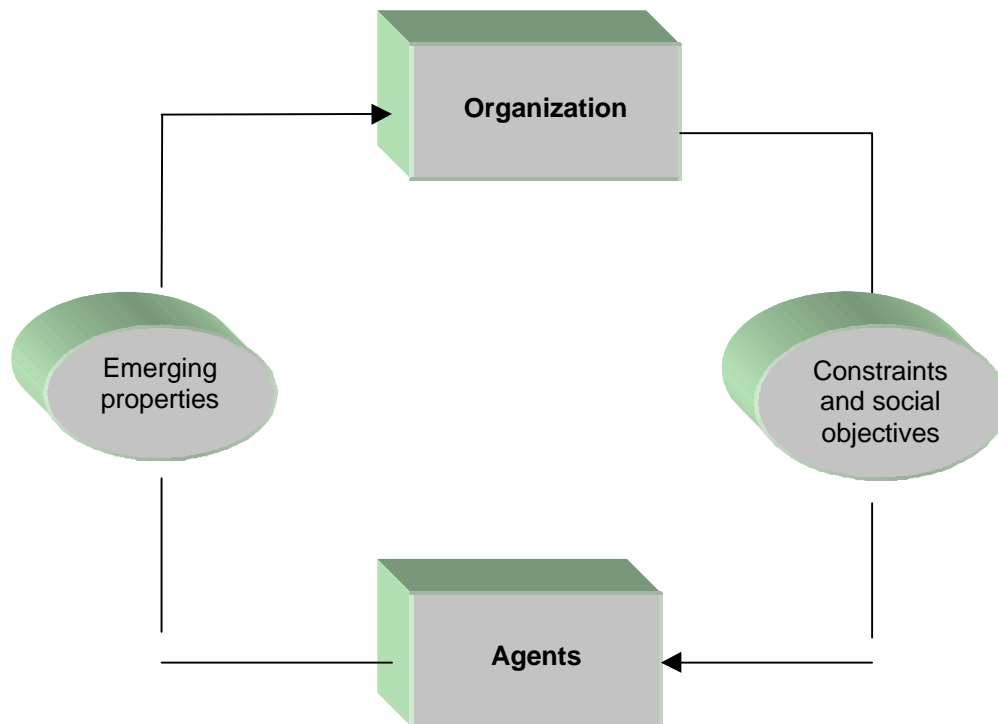 Organization
Emerging
properties
Constraints
and social
objectives
Agents